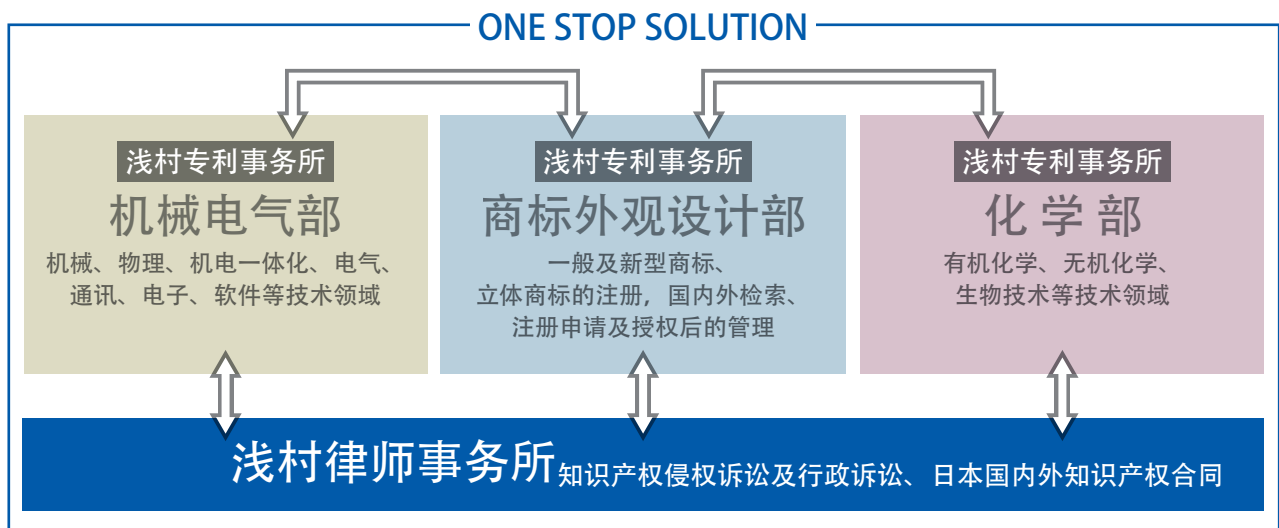 ONE STOP SOLUTION
浅村专利事务所
机械电气部
机械、物理、机电一体化、电气、
通讯、电子、软件等技术领域
浅村专利事务所
商标外观设计部
一般及新型商标、
立体商标的注册，国内外检索、
注册申请及授权后的管理
浅村专利事务所
化学部
有机化学、无机化学、
生物技术等技术领域
浅村律师事务所 知识产权侵权诉讼及行政诉讼、日本国内外知识产权合同